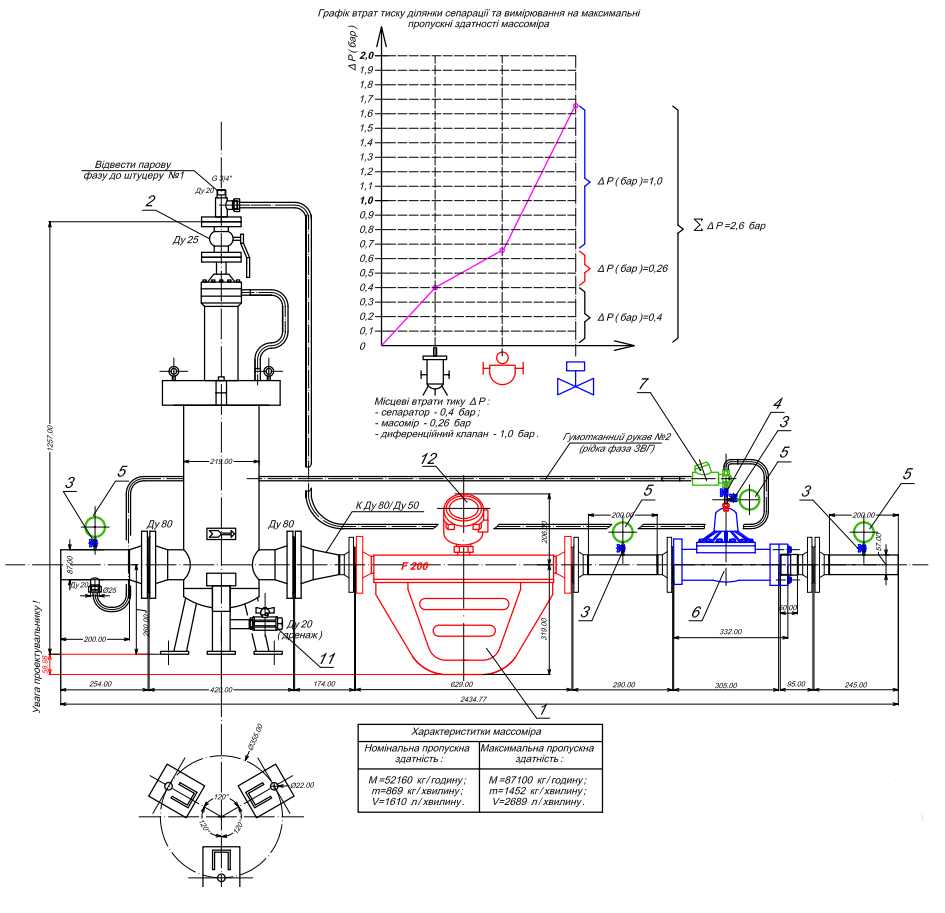 Графік втрат тиску ділянки сепарації та вимірювання на максимальні
пропускні здатності массоміра
Δ P ( бар )
2,0
1,9
1,8
1,7
1,6
1,5
1,4
1,3
1,2
1,1
1,0
0,9
0,8
0,7
0,6
0,5
0,4
0,3
0,2
0,1
0
Δ P ( бар )=1,0
Δ P ( бар )=0,26
Δ P ( бар )=0,4
∑ Δ P =2,6 бар
Місцеві втрати тику Δ P :
- сепаратор - 0,4 бар ;
- масомір - 0,26 бар
- диференційний клапан - 1,0 бар .
Відвести парову
фазу до штуцеру №1
G 3/4"
Ду 20
2
Ду 25
1257.00
219.00
7
4
3
5
Гумотканний рукав №2
(рідка фаза ЗВГ)
12
3
5
Ду 80
Ду 80
К Ду 80/ Ду 50
206.00
5
200.00
3
5
200.00
57.00
87.00
F 200
Ду 20
Ø25
260.00
Ду 20
( дренаж )
11
319.00
3
6
60.00
200.00
332.00
58.98
Увага проектувальнику !
254.00
420.00
174.00
629.00
290.00
305.00
95.00
245.00
2434.77
1
Ø355.00
Ø22.00
120°
120°
120°
Характериститки массоміра
Номінальна пропускна
здатність :
Максимальна пропускна
здатність :
M =52160 кг/ годину ;
m=869 кг/ хвилину ;
V=1610 л/ хвилину .
M =87100 кг/ годину ;
m=1452 кг/ хвилину ;
V=2689 л/ хвилину .